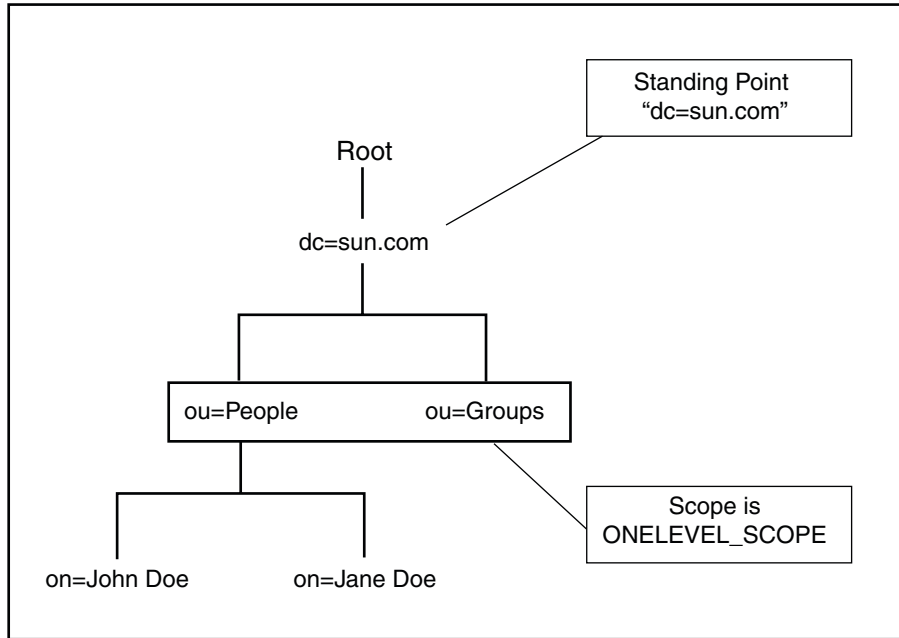 Standing Point
“dc=sun.com”
Root
dc=sun.com
ou=People
ou=Groups
Scope is
ONELEVEL_SCOPE
on=John Doe
on=Jane Doe